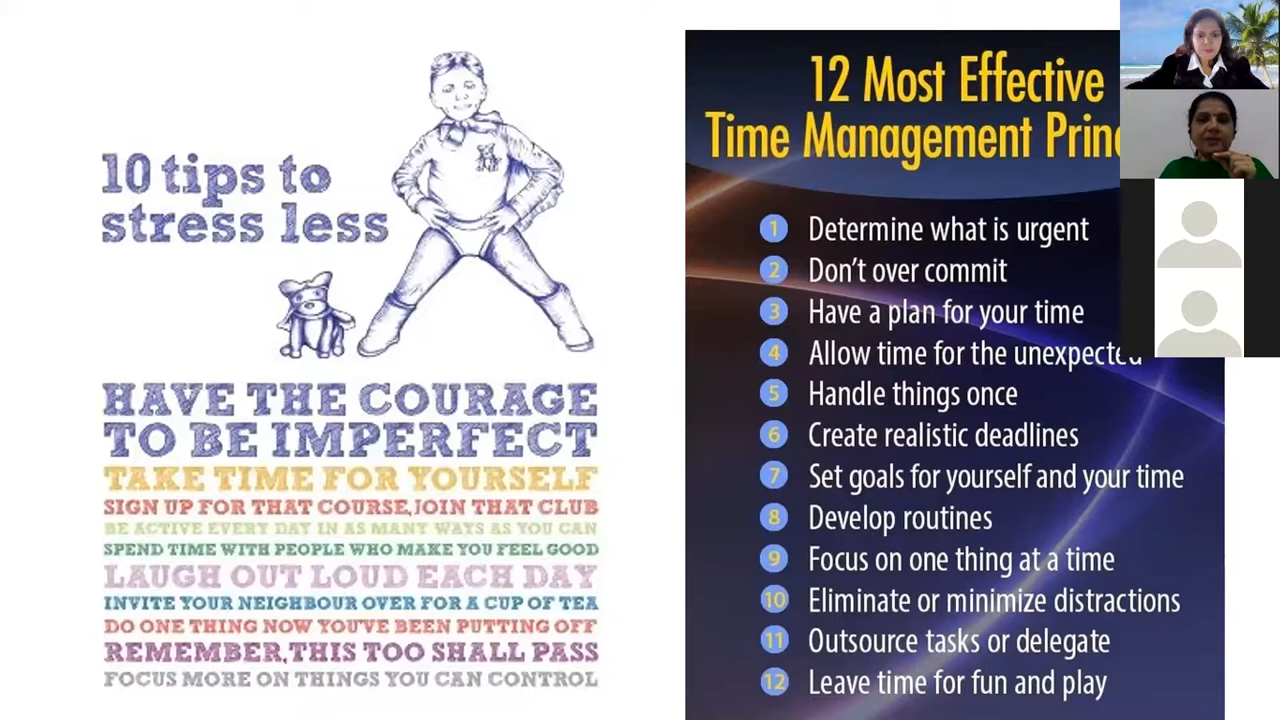 10 tips to
stress less
HAVE THE COURAGE
TO BE IMPERFECT
TAKE TIME FOR YOURSELF
SIGN UP FOR THAT COURSE, JOIN THAT CLUB
BE ACTIVE EVERY DAY IN AS MANY WAYS AS YOU CAN
SPEND TIME WITH PEOPLE WHO MAKE YOU FEEL GOOD
LAUGH OUT LOUD EACH DAY
INVITE YOUR NEIGHBOUR OVER FOR A CUP OF TEA
DO ONE THING NOW YOU'VE BEEN PUTTING OFF
REMEMBER, THIS TOO SHALL PASS
FOCUS MORE ON THINGS YOU CAN CONTROL
12 Most Effective
Time Management
1 Determine what is urgent
2 Don't over commit
3 Have a plan for your time
4 Allow time for the unexpected
5 Handle things once
6 Create realistic deadlines
7 Set goals for yourself and your time
8 Develop routines
9 Focus on one thing at a time
10 Eliminate or minimize distractions
11 Outsource tasks or delegate
12 Leave time for fun and play